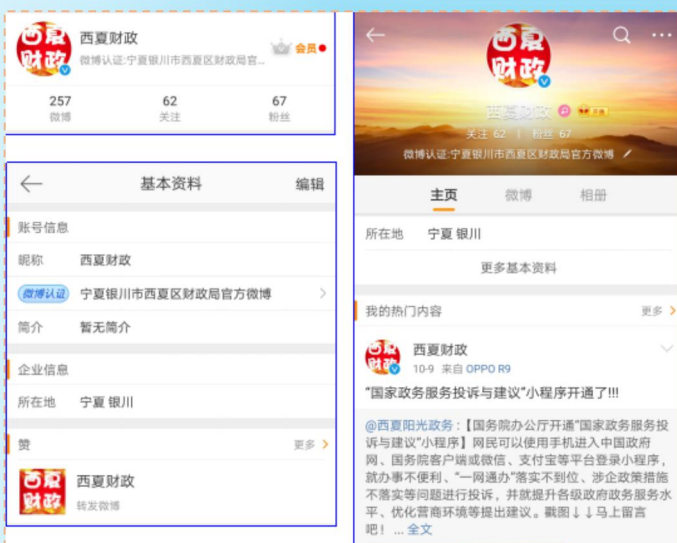 西夏财政
西夏财政
微博认证:宁夏银川市西夏区财政局官...
会员
257
62
67
微博
关注
粉丝
基本资料
编辑
账号信息
昵称
西夏财政
微博认证
宁夏银川市西夏区财政局官方微博
简介
暂无简介
企业信息
所在地
宁夏 银川
赞
更多
西夏财政
西夏财政
转发微博
西夏财政
西夏财政
关注 62 | 粉丝 67
微博认证:宁夏银川市西夏区财政局官方微博
主页
微博
相册
所在地
宁夏 银川
更多基本资料
我的热门内容
更多
西夏财政
西夏财政
10-9 来自 OPPO R9
“国家政务服务投诉与建议”小程序开通了!!!
@西夏阳光政务:【国务院办公厅开通“国家政务服务投
诉与建议”小程序】网民可以使用手机进入中国政府
网、国务院客户端或微信、支付宝等平台登录小程序,
就办事不便利、“一网通办”落实不到位、涉企政策措施
不落实等问题进行投诉，并就提升各级政府政务服务水
平、优化营商环境等提出建议。戳图↓↓马上留言
吧！ ... 全文